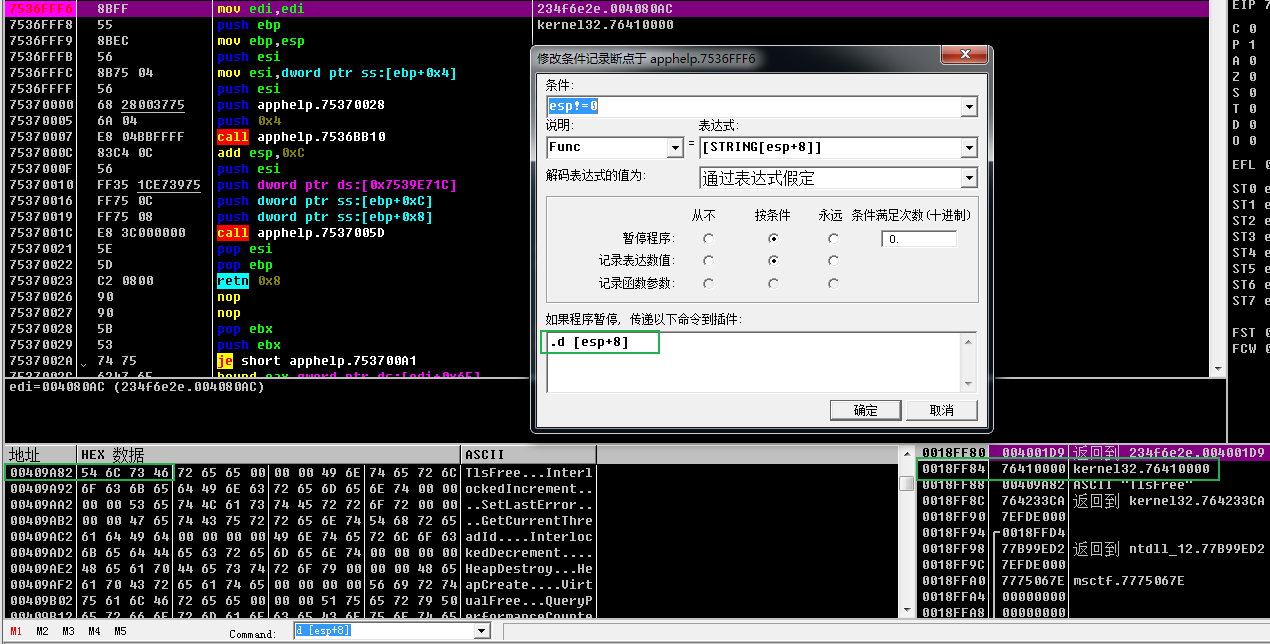 7536FFF6 8BFF mov edi,edi 234f6e2e.004080AC
7536FFF8 55 push ebp kernel32.76410000
7536FFF9 8BEC mov ebp,esp
7536FFFB 56 push esi
7536FFFC 8B75 04 mov esi,dword ptr ss:[ebp+0x4]
7536FFFF 56 push esi
75370000 68 28003775 push apphelp.75370028
75370005 6A 04 push 0x4
75370007 E8 04BBFFFF call apphelp.7536BB10
7537000C 83C4 0C add esp,0xC
7537000F 56 push esi
75370010 FF35 1CE73975 push dword ptr ds:[0x7539E71C]
75370016 FF75 0C push dword ptr ss:[ebp+0xC]
75370019 FF75 08 push dword ptr ss:[ebp+0x8]
7537001C E8 3C000000 call apphelp.7537005D
75370021 5E pop esi
75370022 5D pop ebp
75370023 C2 0800 retn 0x8
75370026 90 nop
75370027 90 nop
75370028 5B pop ebx
75370029 53 push ebx
7537002A 74 75 je short apphelp.753700A1
edi=004080AC (234f6e2e.004080AC)
修改条件记录断点于 apphelp.7536FFF6
条件:
esp!=0
说明: 表达式:
Func = [STRING[esp+8]]
解码表达式的值为: 通过表达式假定
从不 按条件 永远 条件满足次数(十进制)
暂停程序: 0.
记录表达数值:
记录函数参数:
如果程序暂停, 传递以下命令到插件:
.d [esp+8]
确定 取消
EIP 7
C 0
P 1
A 0
Z 0
S 0
T 0
D 0
O 0
EFL 0
ST0 e
ST1 e
ST2 e
ST3 e
ST4 e
ST5 e
ST6 e
ST7 e
FST 0
FCW 0
地址 HEX 数据 ASCII
00409A82 54 6C 73 46 72 65 65 00 00 00 49 6E 74 65 72 6C TlsFree...Interl
00409A92 6F 63 6B 65 64 49 6E 63 72 65 6D 65 6E 74 00 00 ockedIncrement..
00409AA2 00 00 53 65 74 4C 61 73 74 45 72 72 6F 72 00 00 ..SetLastError..
00409AB2 00 00 47 65 74 43 75 72 72 65 6E 74 54 68 72 65 ..GetCurrentThre
00409AC2 61 64 49 64 00 00 00 00 49 6E 74 65 72 6C 6F 63 adId....Interloc
00409AD2 6B 65 64 44 65 63 72 65 6D 65 6E 74 00 00 00 00 kedDecrement....
00409AE2 48 65 61 70 44 65 73 74 72 6F 79 00 00 00 48 65 HeapDestroy...He
00409AF2 61 70 43 72 65 61 74 65 00 00 00 00 56 69 72 74 apCreate....Virt
00409B02 75 61 6C 46 72 65 65 00 00 00 51 75 65 72 79 50 ualFree...QueryP
00409B12 65 72 66 6F 72 6D 61 6E 63 65 43 6F 75 6E 74 65 erformanceCounte
0018FF80 004001D9 返回到 234f6e2e.004001D9
0018FF84 76410000 kernel32.76410000
0018FF88 00409A82 ASCII "TlsFree"
0018FF8C 764233CA 返回到 kernel32.764233CA
0018FF90 7EFDE000
0018FF94 0018FFD4
0018FF98 77B99ED2 返回到 ntdll_12.77B99ED2
0018FF9C 7EFDE000
0018FFA0 7775067E msctf.7775067E
0018FFA4 00000000
0018FFA8 00000000
M1 M2 M3 M4 M5 Command: d [esp+8]